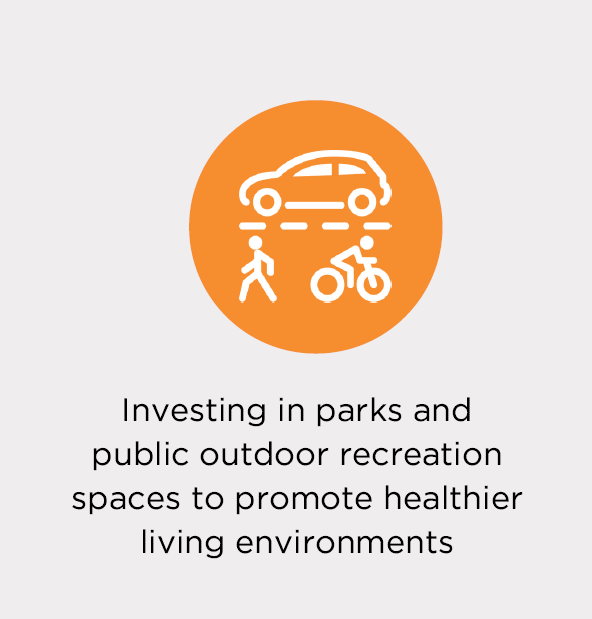 Investing in parks and
public outdoor recreation
spaces to promote healthier
living environments